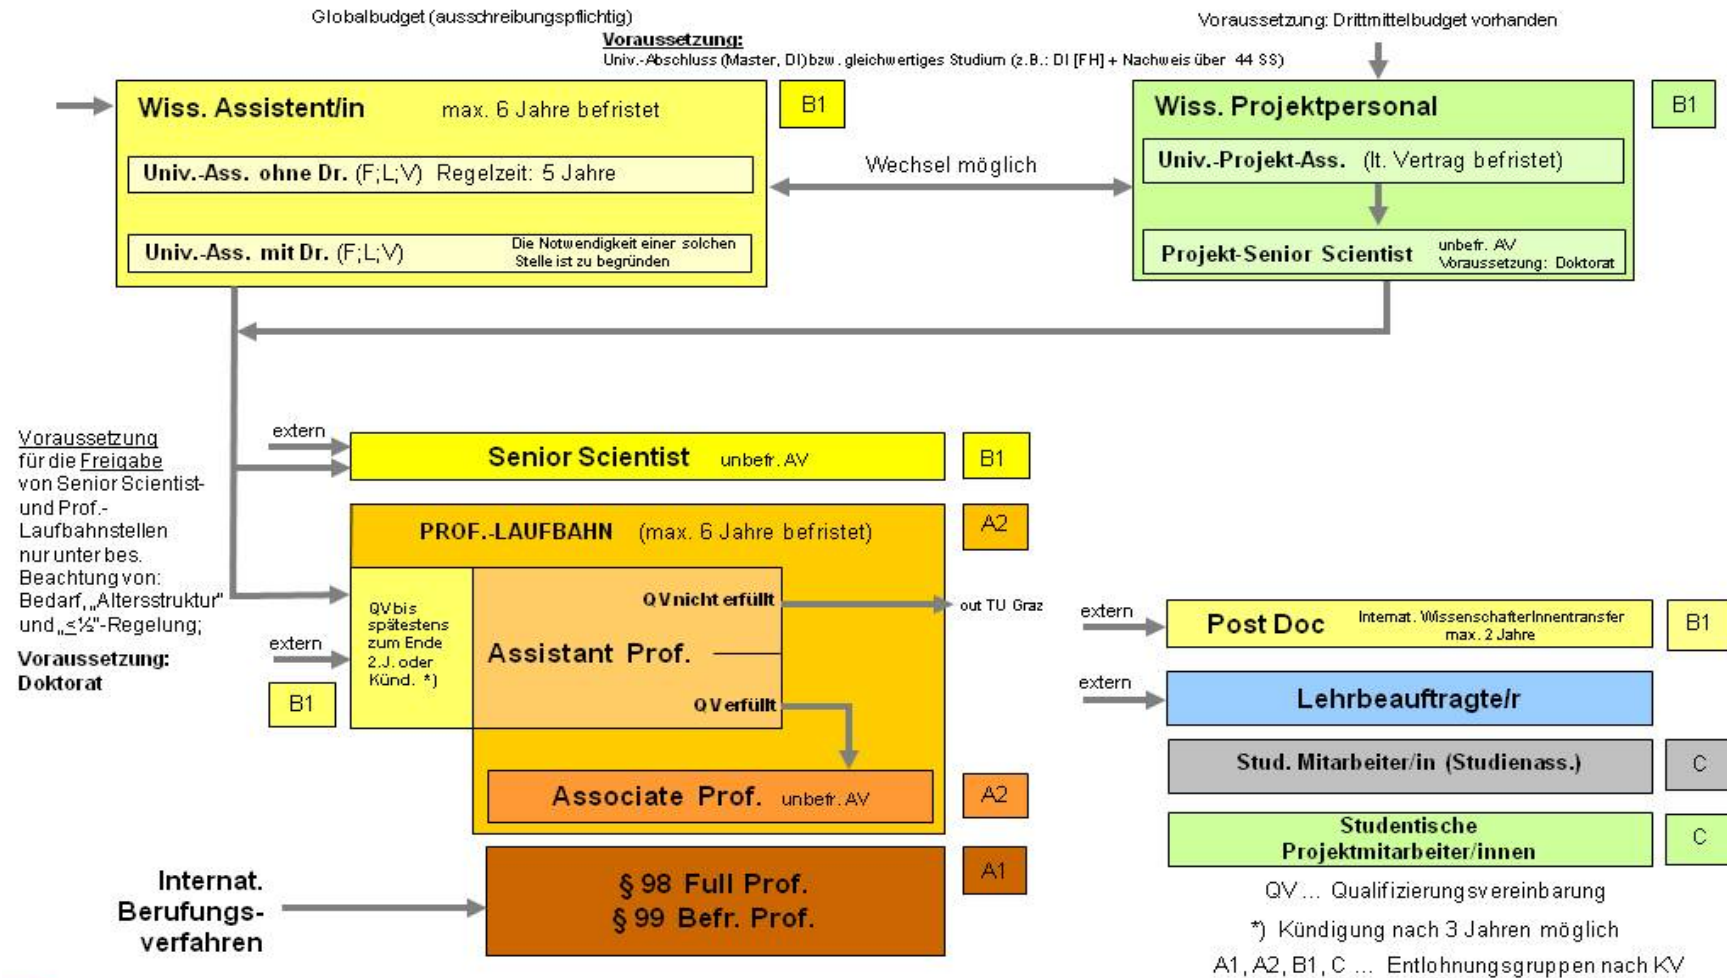 Globalbudget (ausschreibungspflichtig)
Voraussetzung: Drittmittelbudget vorhanden
Voraussetzung:
Univ.-Abschluss (Master, DI) bzw. gleichwertiges Studium (z.B.: DI [FH] + Nachweis über 44 SS)
Wiss. Assistent/in max. 6 Jahre befristet
B1
Univ.-Ass. ohne Dr. (F;L;V) Regelzeit: 5 Jahre
Univ.-Ass. mit Dr. (F;L;V)
Die Notwendigkeit einer solchen
Stelle ist zu begründen
Wechsel möglich
Wiss. Projektpersonal
B1
Univ.-Projekt-Ass. (lt. Vertrag befristet)
Projekt-Senior Scientist
unbefr. AV
Voraussetzung: Doktorat
Voraussetzung
für die Freigabe
von Senior Scientist-
und Prof.-
Laufbahnstellen
nur unter bes.
Beachtung von:
Bedarf, „Altersstruktur"
und „≤½"-Regelung;
Voraussetzung:
Doktorat
extern
Senior Scientist unbefr. AV
B1
PROF.-LAUFBAHN (max. 6 Jahre befristet)
A2
extern
B1
QV bis
spätestens
zum Ende
2.J. oder
Künd. *)
QV nicht erfüllt
out TU Graz
Assistant Prof.
QV erfüllt
Associate Prof. unbefr. AV
A2
Internat.
Berufungs-
verfahren
§ 98 Full Prof.
§ 99 Befr. Prof.
A1
extern
Post Doc
Internat. WissenschafterInnentransfer
max. 2 Jahre
B1
extern
Lehrbeauftragte/r
Stud. Mitarbeiter/in (Studienass.)
C
Studentische
Projektmitarbeiter/innen
C
QV ... Qualifizierungsvereinbarung
*) Kündigung nach 3 Jahren möglich
A1, A2, B1, C ... Entlohnungsgruppen nach KV